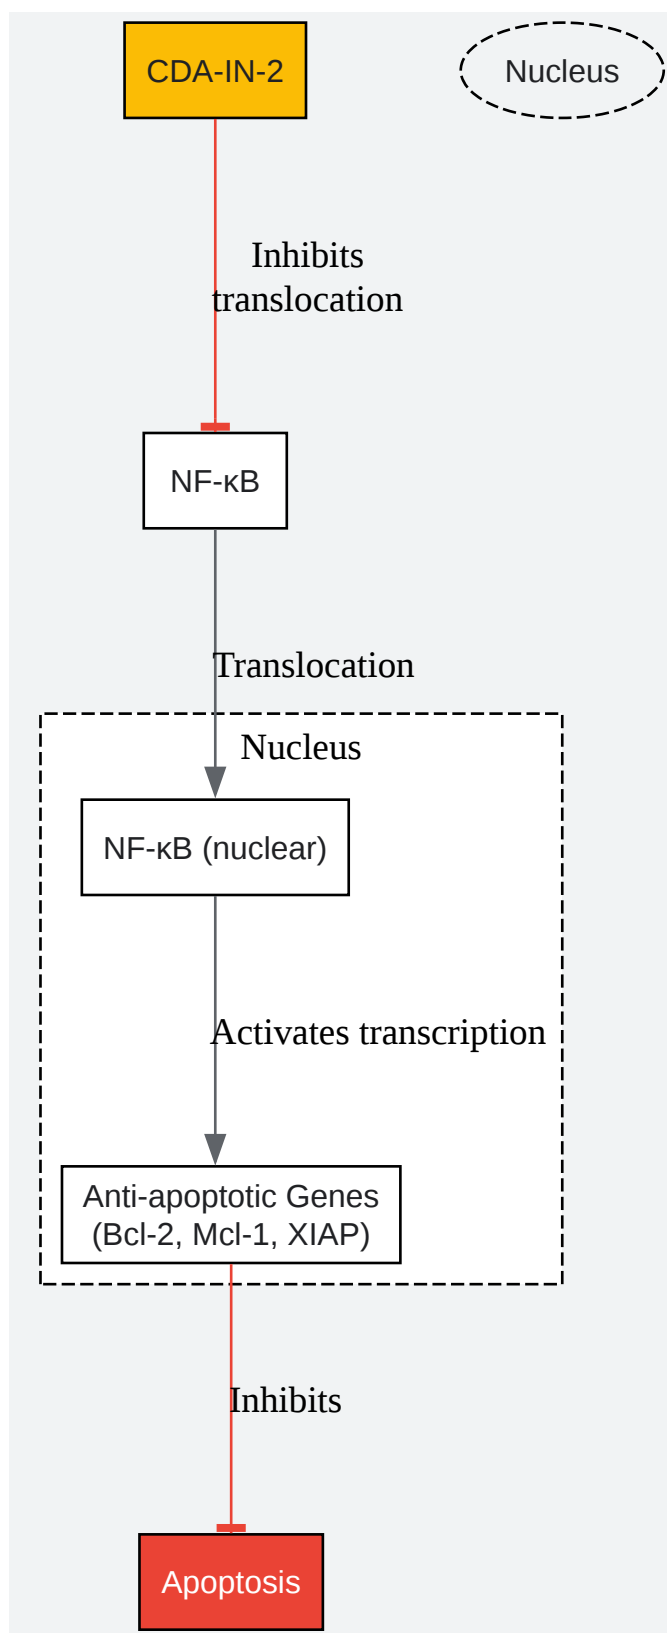 CDA-IN-2
Nucleus
Inhibits
translocation
NF-κB
Translocation
Nucleus
NF-κB (nuclear)
Activates transcription
Anti-apoptotic Genes
(Bcl-2, Mcl-1, XIAP)
Inhibits
Apoptosis